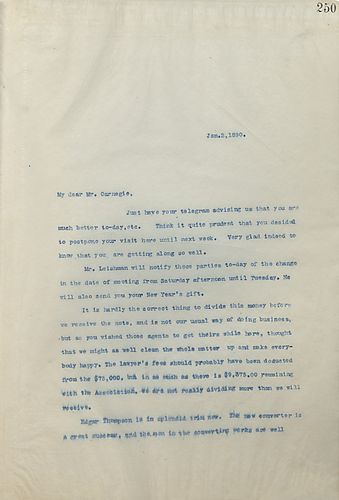 250
Jan.2,1890.
My dear Mr. Carnegie.
Just have your telegram advising us that you are
much better to-day,etc. Think it quite prudent that you decided
to postpone your visit here until next week. Very glad indeed to
know that you are getting along so well.
Mr. Leishman will notify these parties to-day of the change
in the date of meeting from Saturday afternoon until Tuesday. He
will also send you your New Year's gift.
It is hardly the correct thing to divide this money before
we receive the note, and is not our usual way of doing business,
but as you wished those agents to get theirs while here, thought
that we might as well clean the whole matter up and make every-
body happy. The lawyer's fees should probably have been deducted
from the $75,000, but in as much as there is $9,875.00 remaining
with the Association, we are not really dividing more than we will
receive.
Edgar Thompson is in splendid trim now. The new converter is
a great success, and the men in the converting works are well